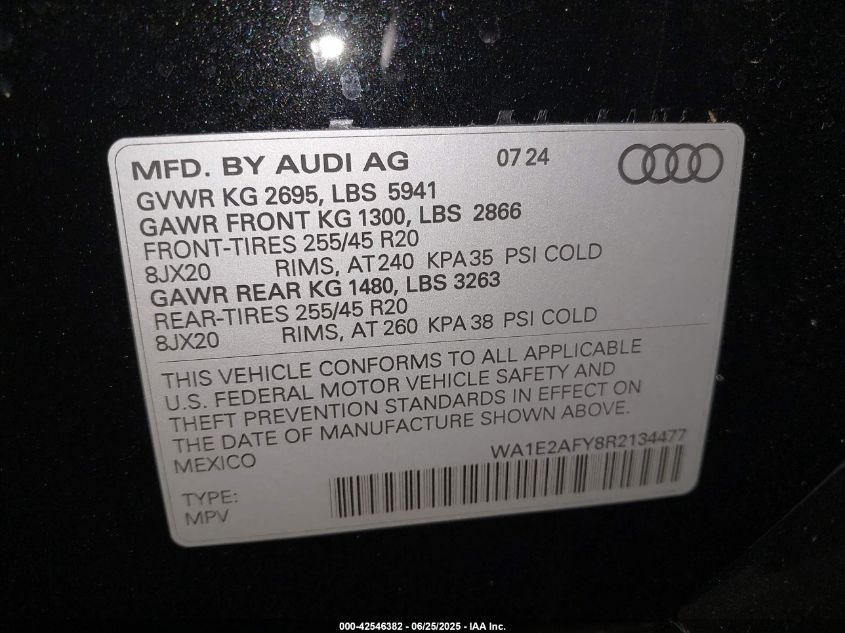 MFD. BY AUDI AG 07 24
GVWR KG 2695, LBS 5941
GAWR FRONT KG 1300, LBS 2866
FRONT-TIRES 255/45 R20
8JX20 RIMS, AT 240 KPA 35 PSI COLD
GAWR REAR KG 1480, LBS 3263
REAR-TIRES 255/45 R20
8JX20 RIMS, AT 260 KPA 38 PSI COLD
THIS VEHICLE CONFORMS TO ALL APPLICABLE
U.S. FEDERAL MOTOR VEHICLE SAFETY AND
THEFT PREVENTION STANDARDS IN EFFECT ON
THE DATE OF MANUFACTURE SHOWN ABOVE.
MEXICO WA1E2AFY8R2134477
TYPE:
MPV
000-42546382 - 06/25/2025 - IAA Inc.